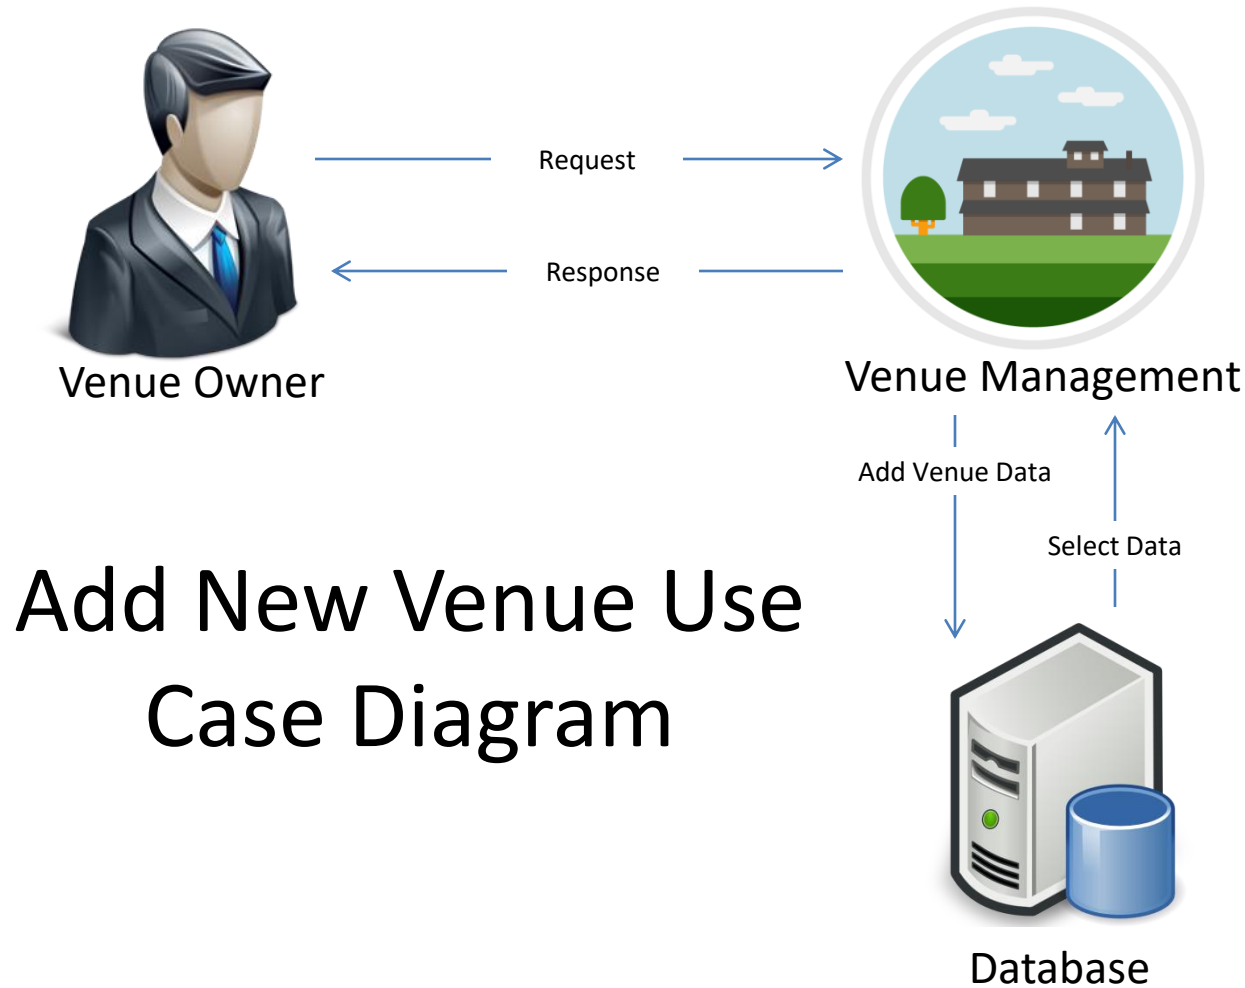 Request
Response
Venue Owner
Venue Management
Add Venue Data
Select Data
Add New Venue Use
Case Diagram
Database